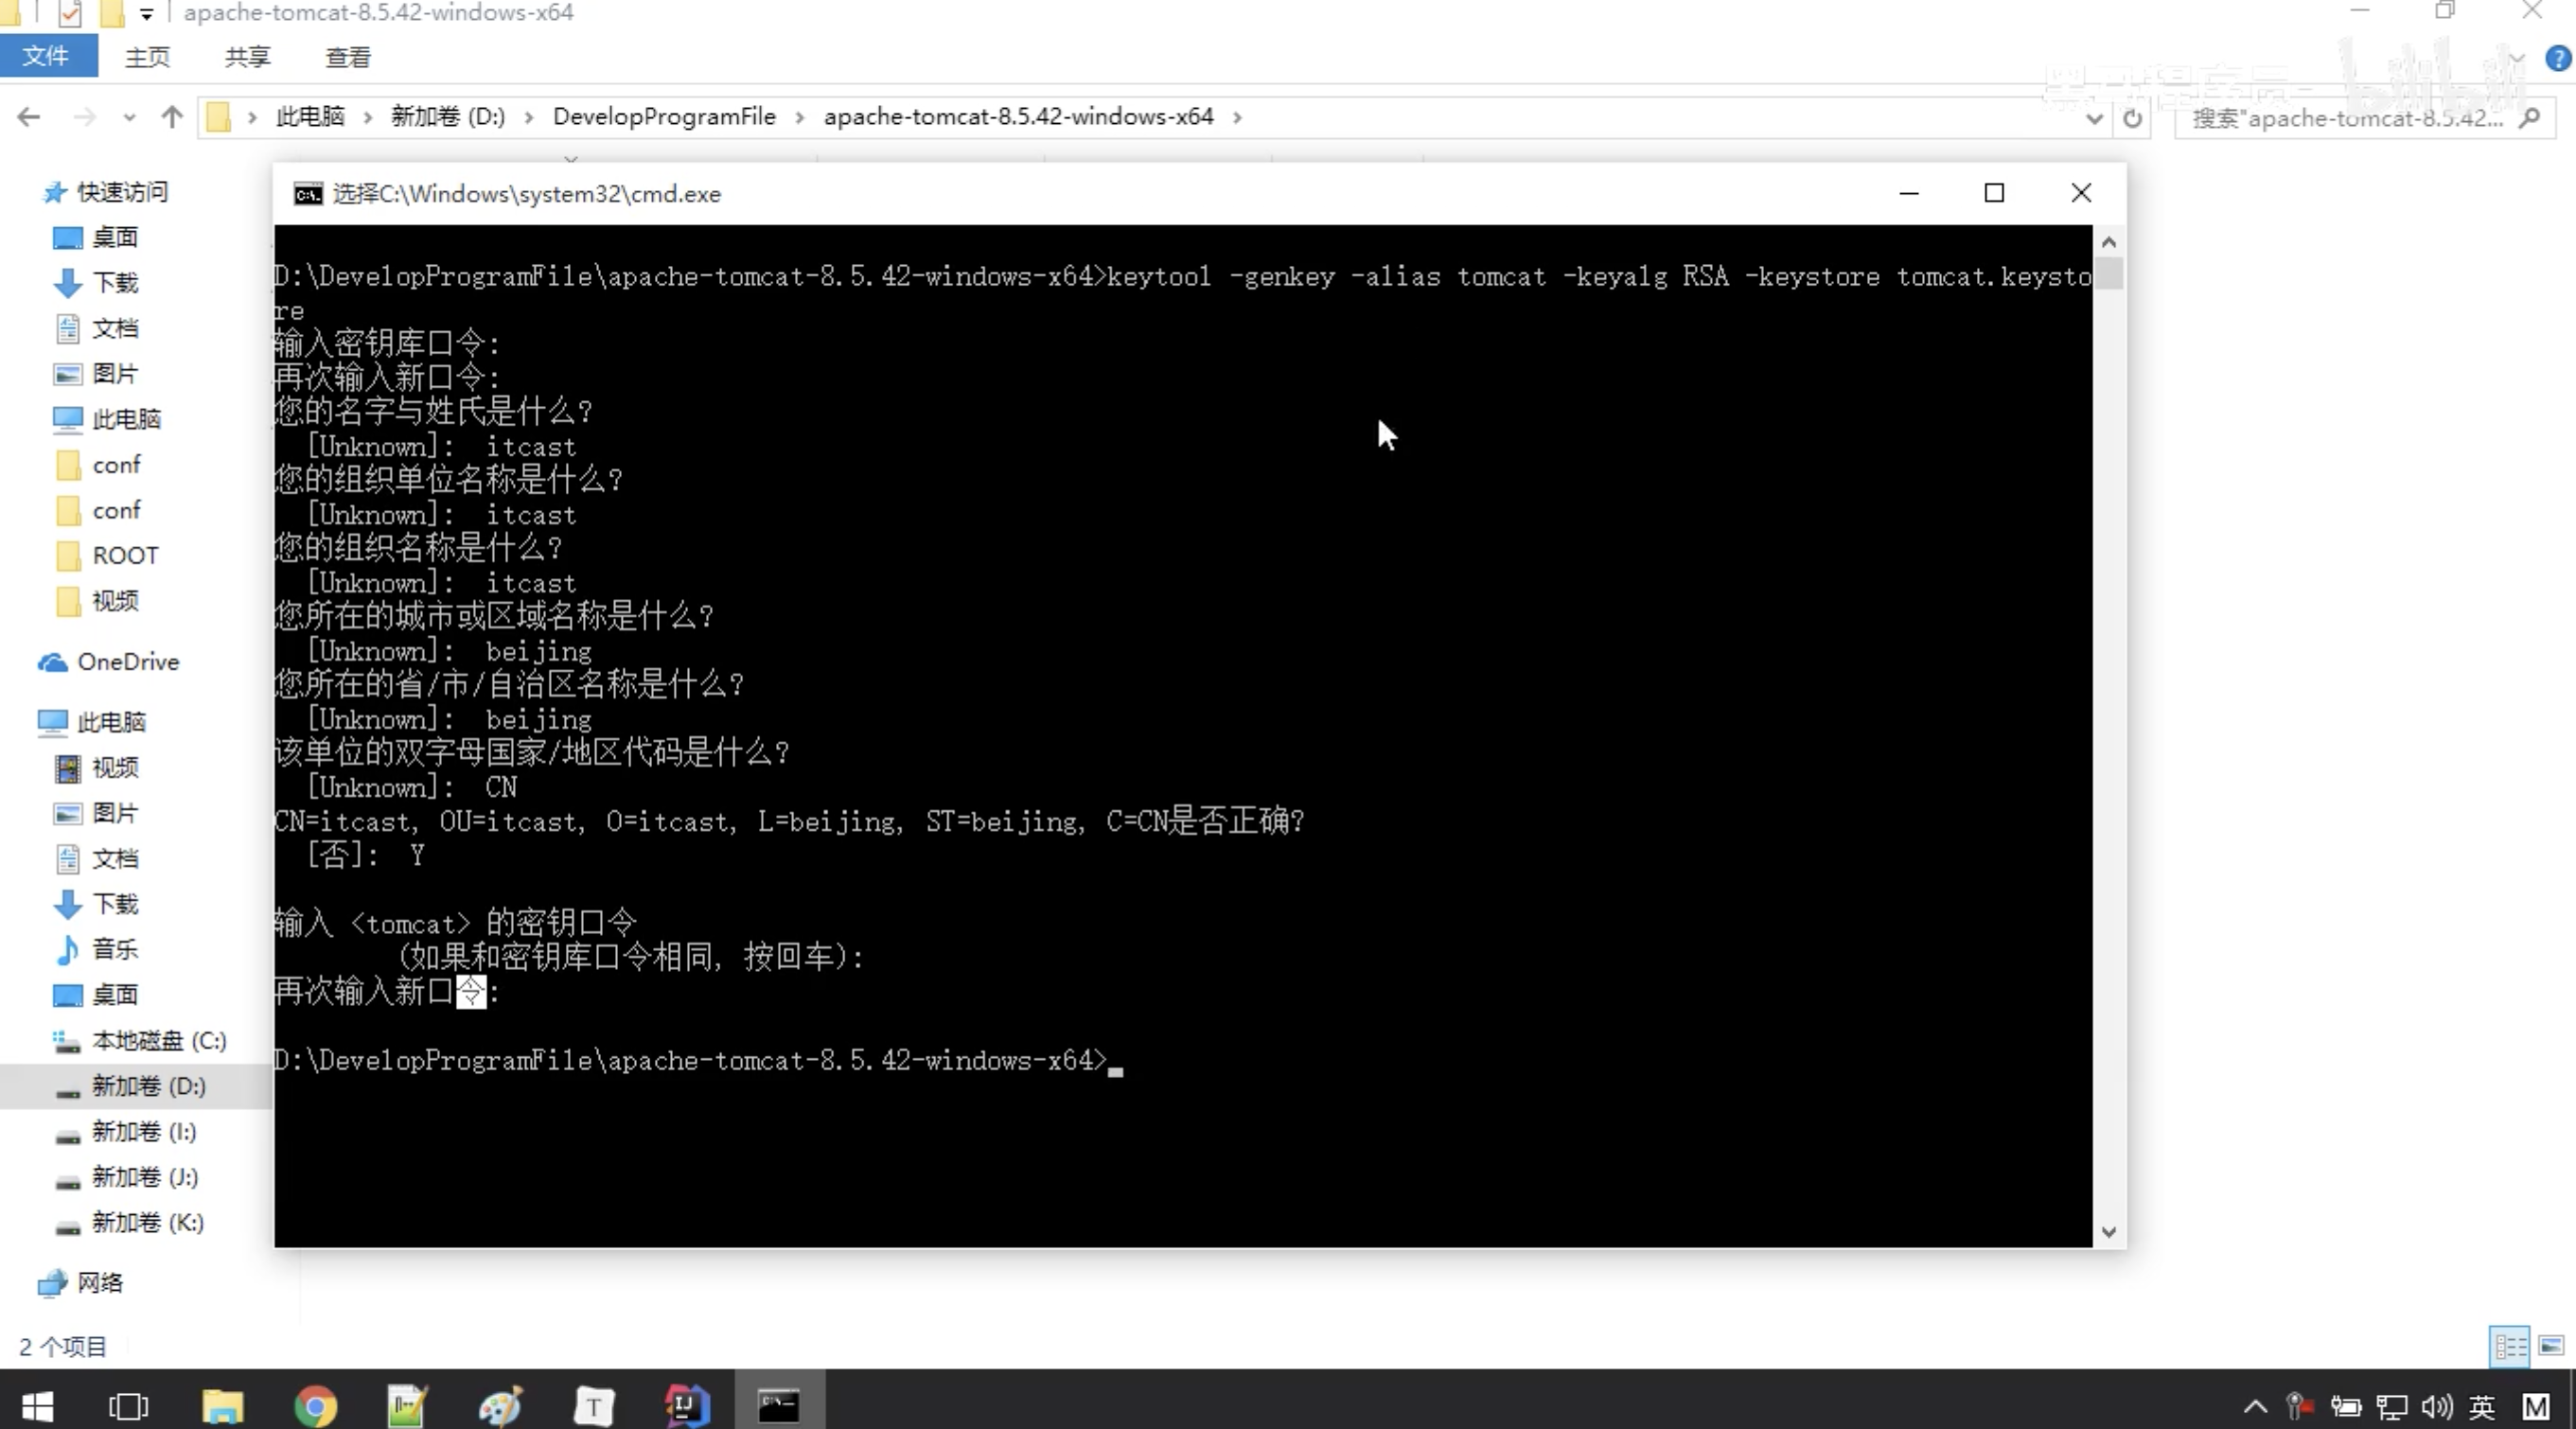 apache-tomcat-8.5.42-windows-x64
文件 主页 共享 查看
黑马程序员- bilibili
此电脑 新加卷 (D:) DevelopProgramFile apache-tomcat-8.5.42-windows-x64
搜索"apache-tomcat-8.5.42...
快速访问
桌面
下载
文档
图片
此电脑
conf
conf
ROOT
视频
OneDrive
此电脑
视频
图片
文档
下载
音乐
桌面
本地磁盘 (C:)
新加卷 (D:)
新加卷 (I:)
新加卷 (J:)
新加卷 (K:)
网络
2 个项目
选择C:\Windows\system32\cmd.exe
D:\DevelopProgramFile\apache-tomcat-8.5.42-windows-x64>keytool -genkey -alias tomcat -keyalg RSA -keystore tomcat.keysto
re
输入密钥库口令:
再次输入新口令:
您的名字与姓氏是什么?
[Unknown]: itcast
您的组织单位名称是什么?
[Unknown]: itcast
您的组织名称是什么?
[Unknown]: itcast
您所在的城市或区域名称是什么?
[Unknown]: beijing
您所在的省/市/自治区名称是什么?
[Unknown]: beijing
该单位的双字母国家/地区代码是什么?
[Unknown]: CN
CN=itcast, OU=itcast, O=itcast, L=beijing, ST=beijing, C=CN是否正确?
[否]: Y
输入 <tomcat> 的密钥口令
(如果和密钥库口令相同, 按回车):
再次输入新口令:
D:\DevelopProgramFile\apache-tomcat-8.5.42-windows-x64>
英 M